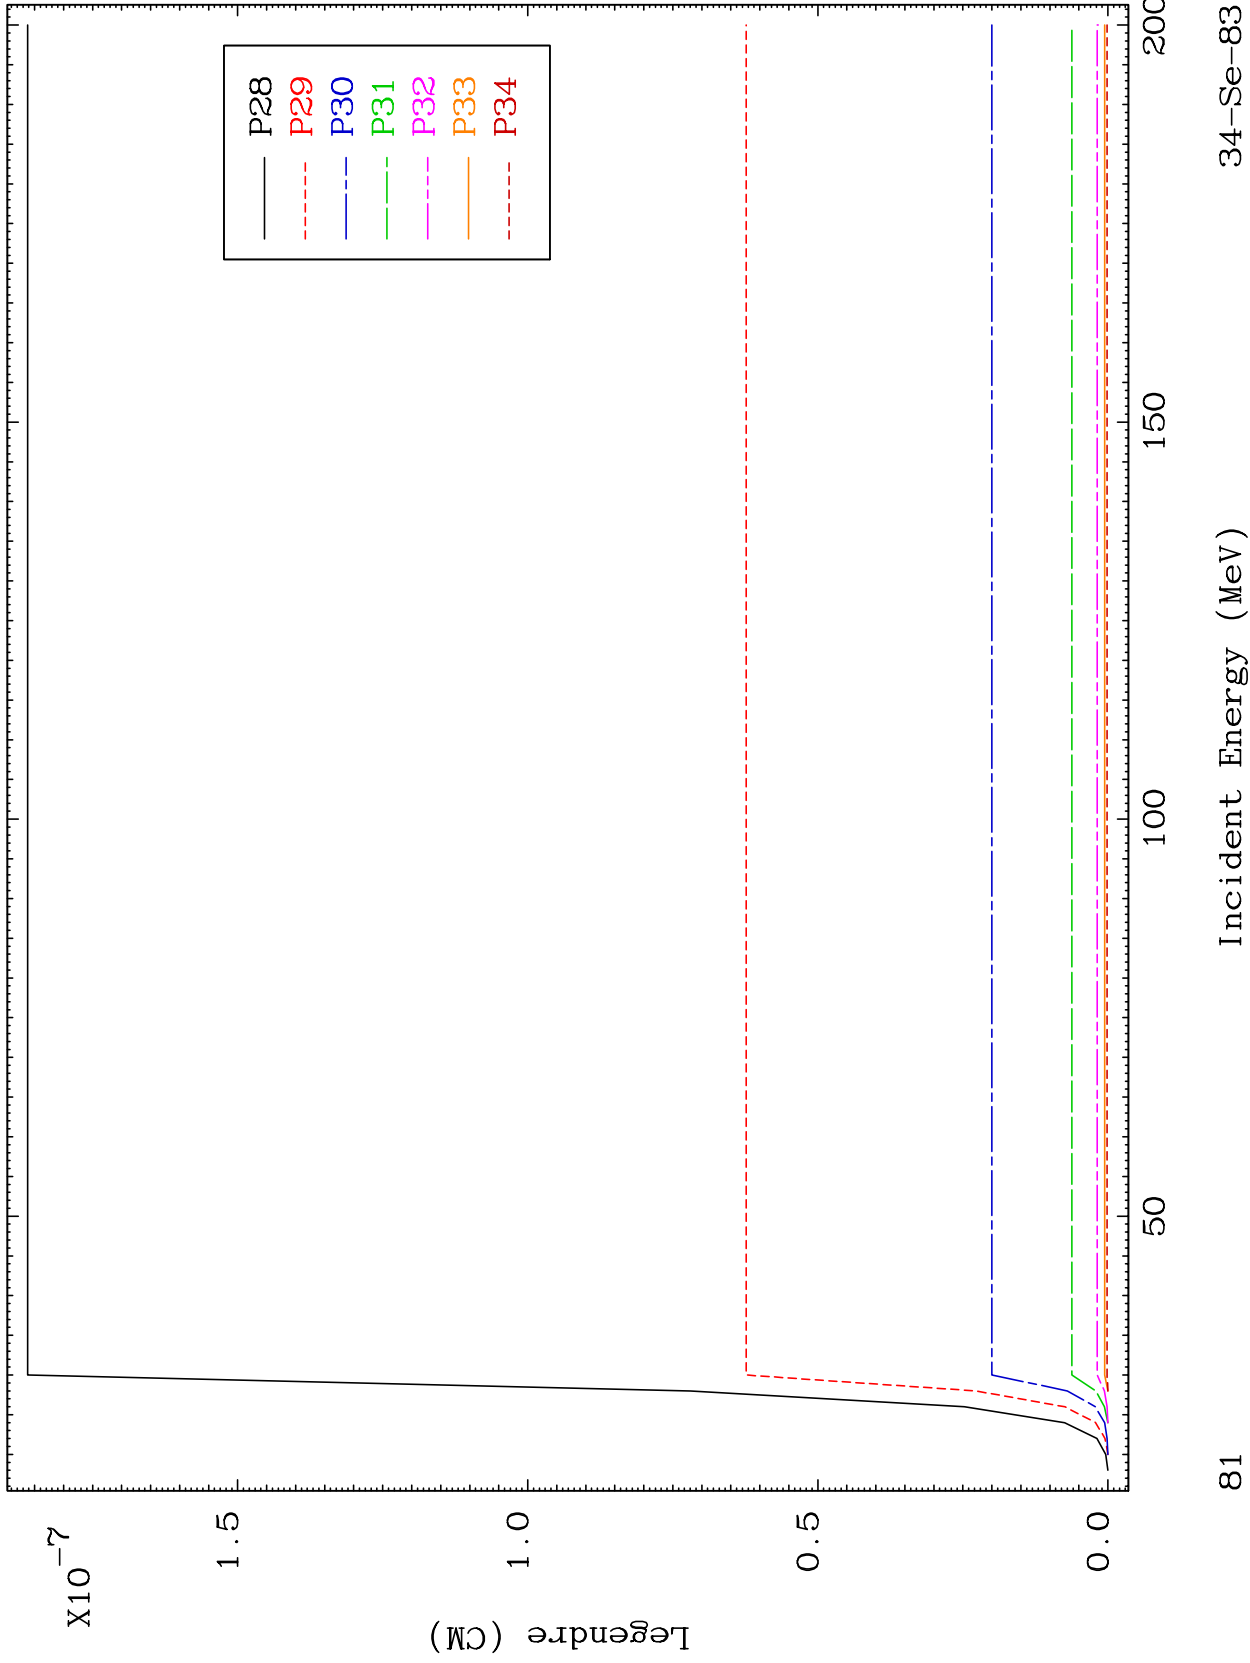 X10-7
1.5
1.0
0.5
0.0
Legendre (CM)
P28
P29
P30
P31
P32
P33
P34
50
100
150
200
Incident Energy (MeV)
81
34-Se-83